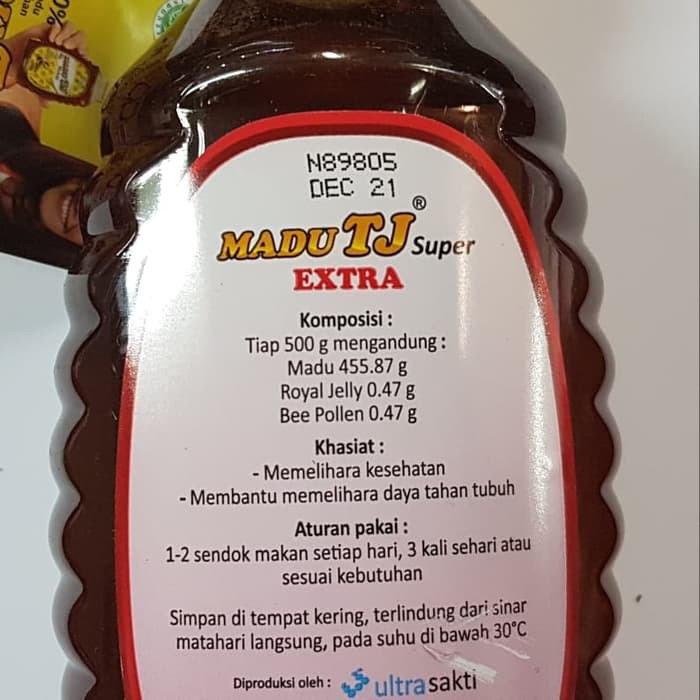 N89805
DEC 21
MADU TJ® Super
EXTRA
Komposisi :
Tiap 500 g mengandung :
Madu 455.87 g
Royal Jelly 0.47 g
Bee Pollen 0.47 g
Khasiat :
- Memelihara kesehatan
- Membantu memelihara daya tahan tubuh
Aturan pakai :
1-2 sendok makan setiap hari, 3 kali sehari atau
sesuai kebutuhan
Simpan di tempat kering, terlindung dari sinar
matahari langsung, pada suhu di bawah 30°C
Diproduksi oleh : ultrasakti